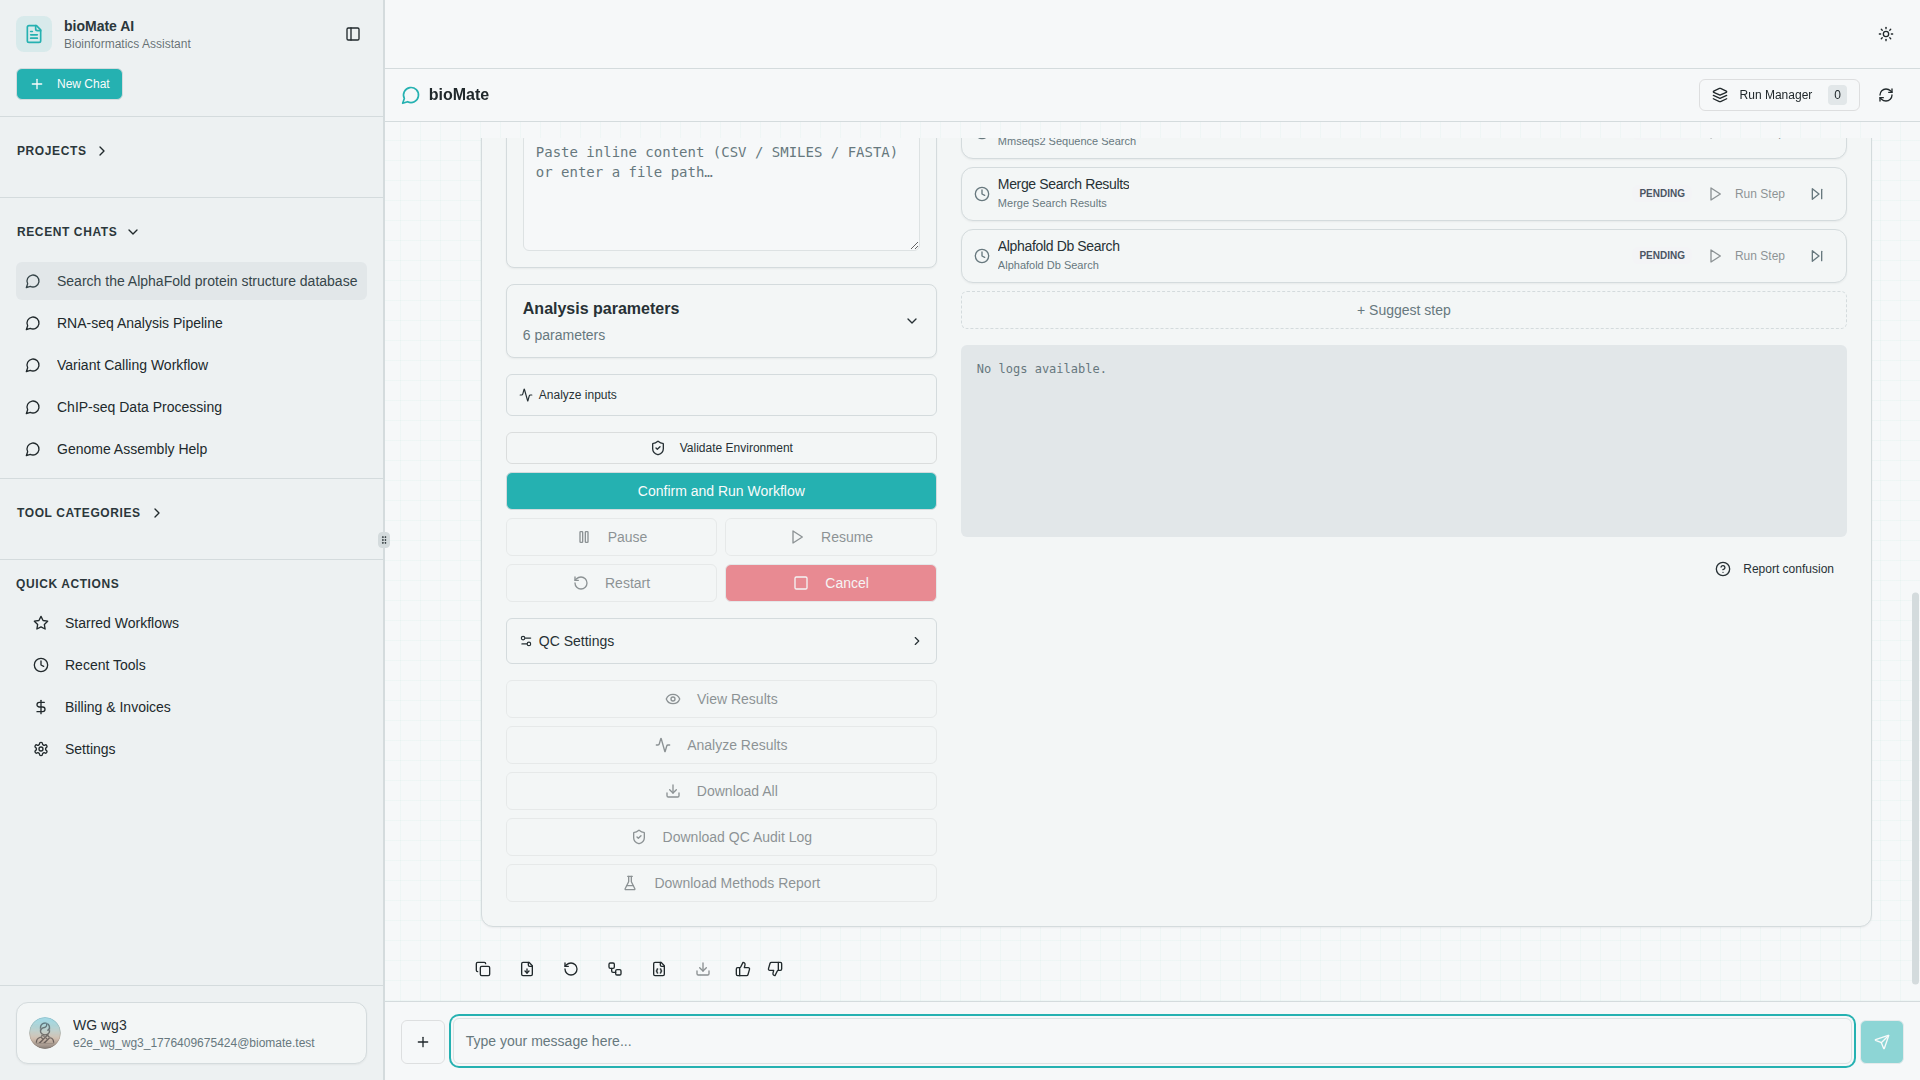 bioMate AI
Bioinformatics Assistant
New Chat
PROJECTS
RECENT CHATS
Search the AlphaFold protein structure database
RNA-seq Analysis Pipeline
Variant Calling Workflow
ChIP-seq Data Processing
Genome Assembly Help
TOOL CATEGORIES
QUICK ACTIONS
Starred Workflows
Recent Tools
Billing & Invoices
Settings
WG wg3
e2e_wg_wg3_1776409675424@biomate.test
bioMate
Run Manager 0
Paste inline content (CSV / SMILES / FASTA)
or enter a file path…
Analysis parameters
6 parameters
Analyze inputs
Validate Environment
Confirm and Run Workflow
Pause
Resume
Restart
Cancel
QC Settings
View Results
Analyze Results
Download All
Download QC Audit Log
Download Methods Report
Mmseqs2 Sequence Search
Merge Search Results
Merge Search Results
PENDING
Run Step
Alphafold Db Search
Alphafold Db Search
PENDING
Run Step
+ Suggest step
No logs available.
Report confusion
Type your message here...